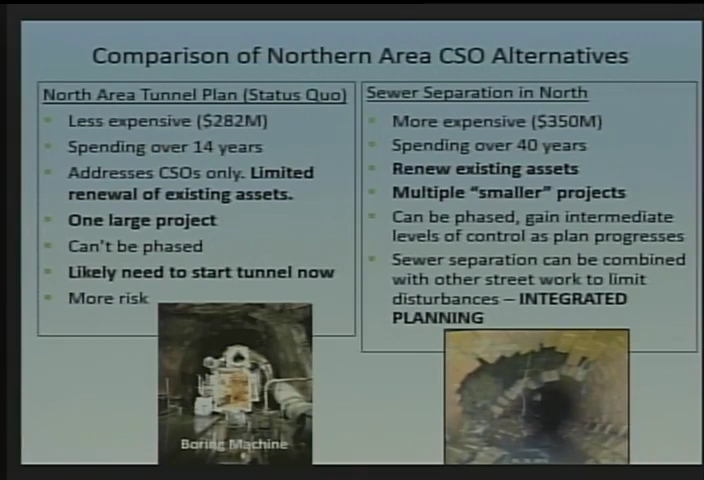 Comparison of Northern Area CSO Alternatives
North Area Tunnel Plan (Status Quo)
Less expensive ($282M)
Spending over 14 years
Addresses CSOs only. Limited
renewal of existing assets.
One large project
Can't be phased
Likely need to start tunnel now
More risk
Boring Machine
Sewer Separation in North
More expensive ($350M)
Spending over 40 years
Renew existing assets
Multiple "smaller" projects
Can be phased, gain intermediate
levels of control as plan progresses
Sewer separation can be combined
with other street work to limit
disturbances – INTEGRATED
PLANNING